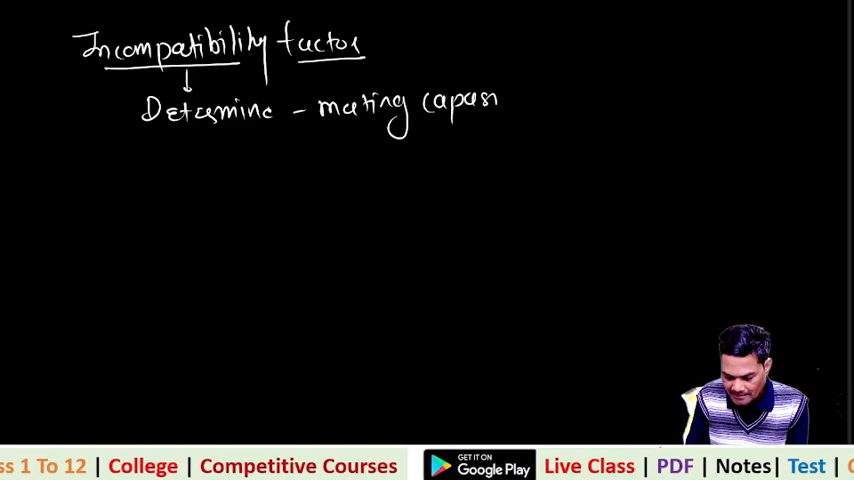 Incompatibility factor
Determine - mating capasi
ss 1 To 12 | College | Competitive Courses GET IT ON Google Play Live Class | PDF | Notes | Test |